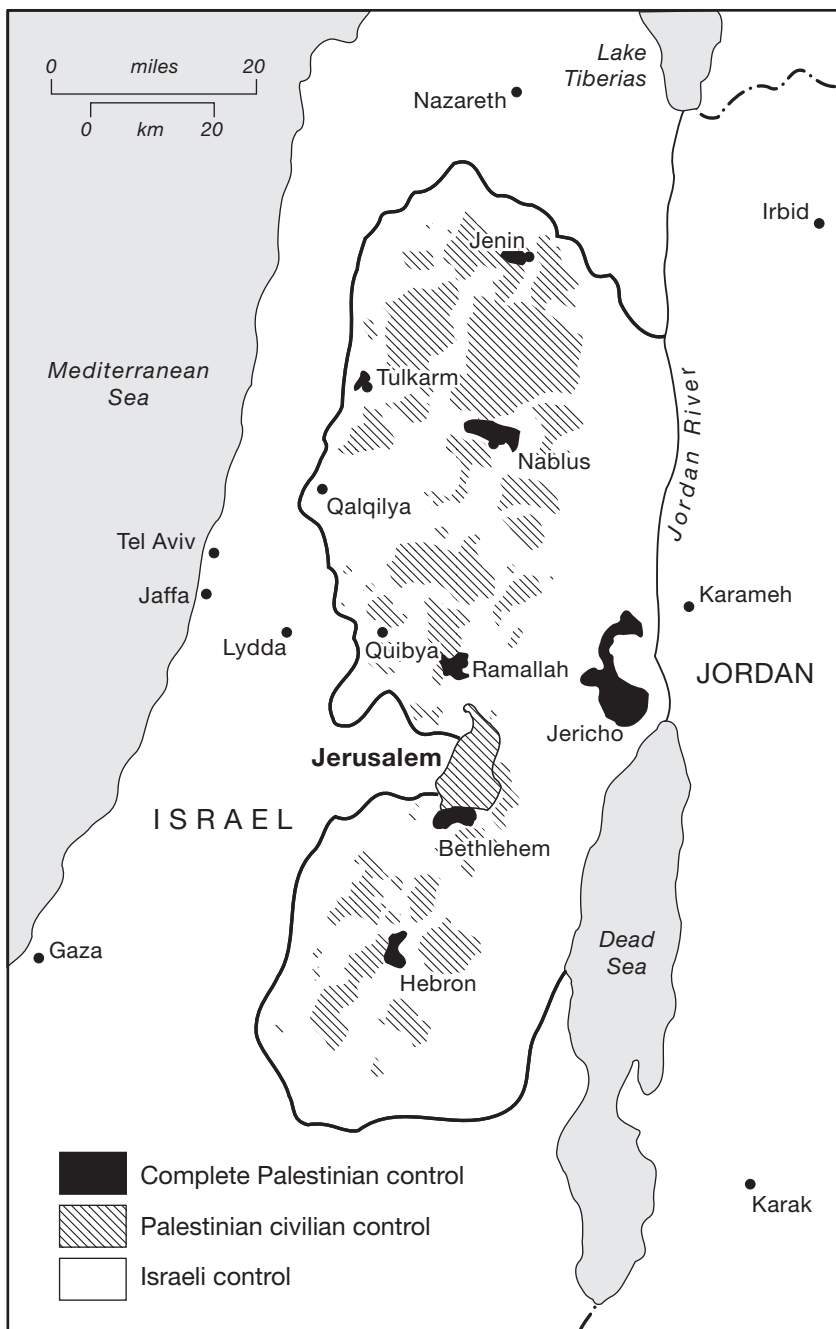 0 miles 20
0 km 20
Lake
Tiberias
Nazareth
Irbid
Jenin
Mediterranean
Sea
Tulkarm
Jordan River
Nablus
Qalqilya
Tel Aviv
Jaffa
Karameh
Lydda
Quibya
Ramallah
JORDAN
Jericho
Jerusalem
ISRAEL
Bethlehem
Gaza
Dead
Sea
Hebron
Complete Palestinian control
Palestinian civilian control
Israeli control
Karak